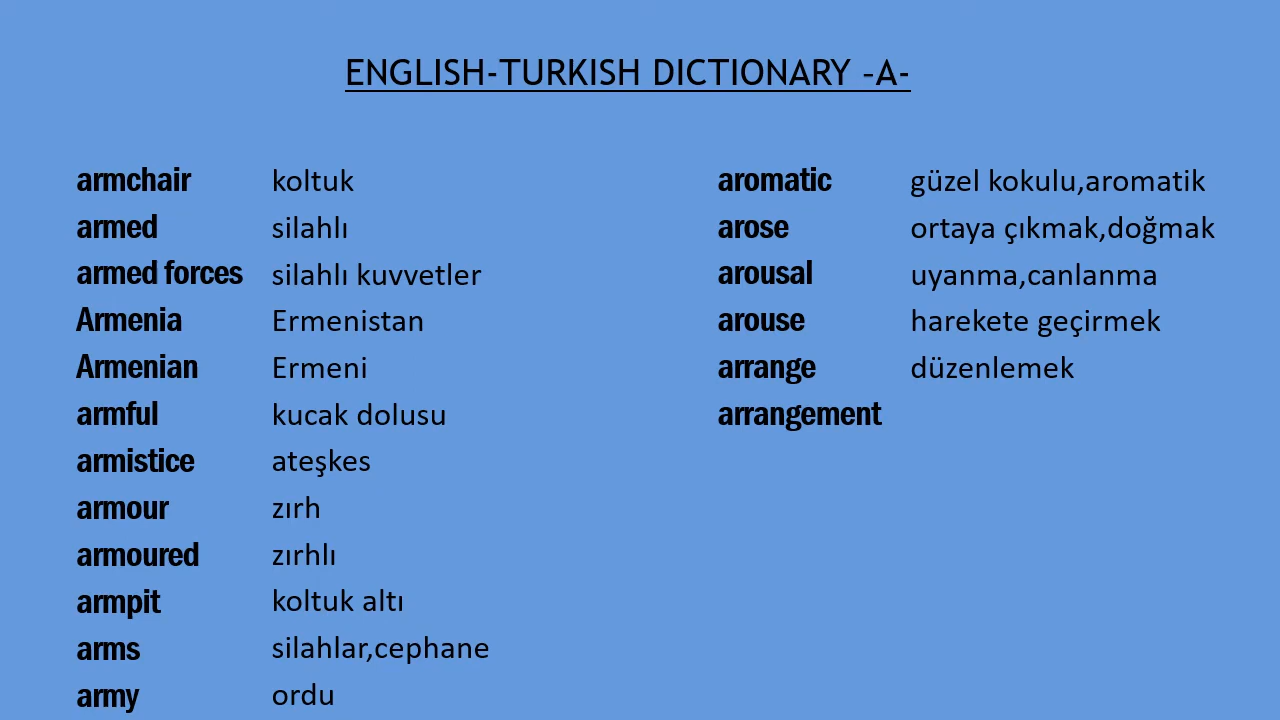 ENGLISH-TURKISH DICTIONARY –A-
armchair koltuk
armed silahlı
armed forces silahlı kuvvetler
Armenia Ermenistan
Armenian Ermeni
armful kucak dolusu
armistice ateşkes
armour zırh
armoured zırhlı
armpit koltuk altı
arms silahlar,cephane
army ordu
aromatic güzel kokulu,aromatik
arose ortaya çıkmak,doğmak
arousal uyanma,canlanma
arouse harekete geçirmek
arrange düzenlemek
arrangement